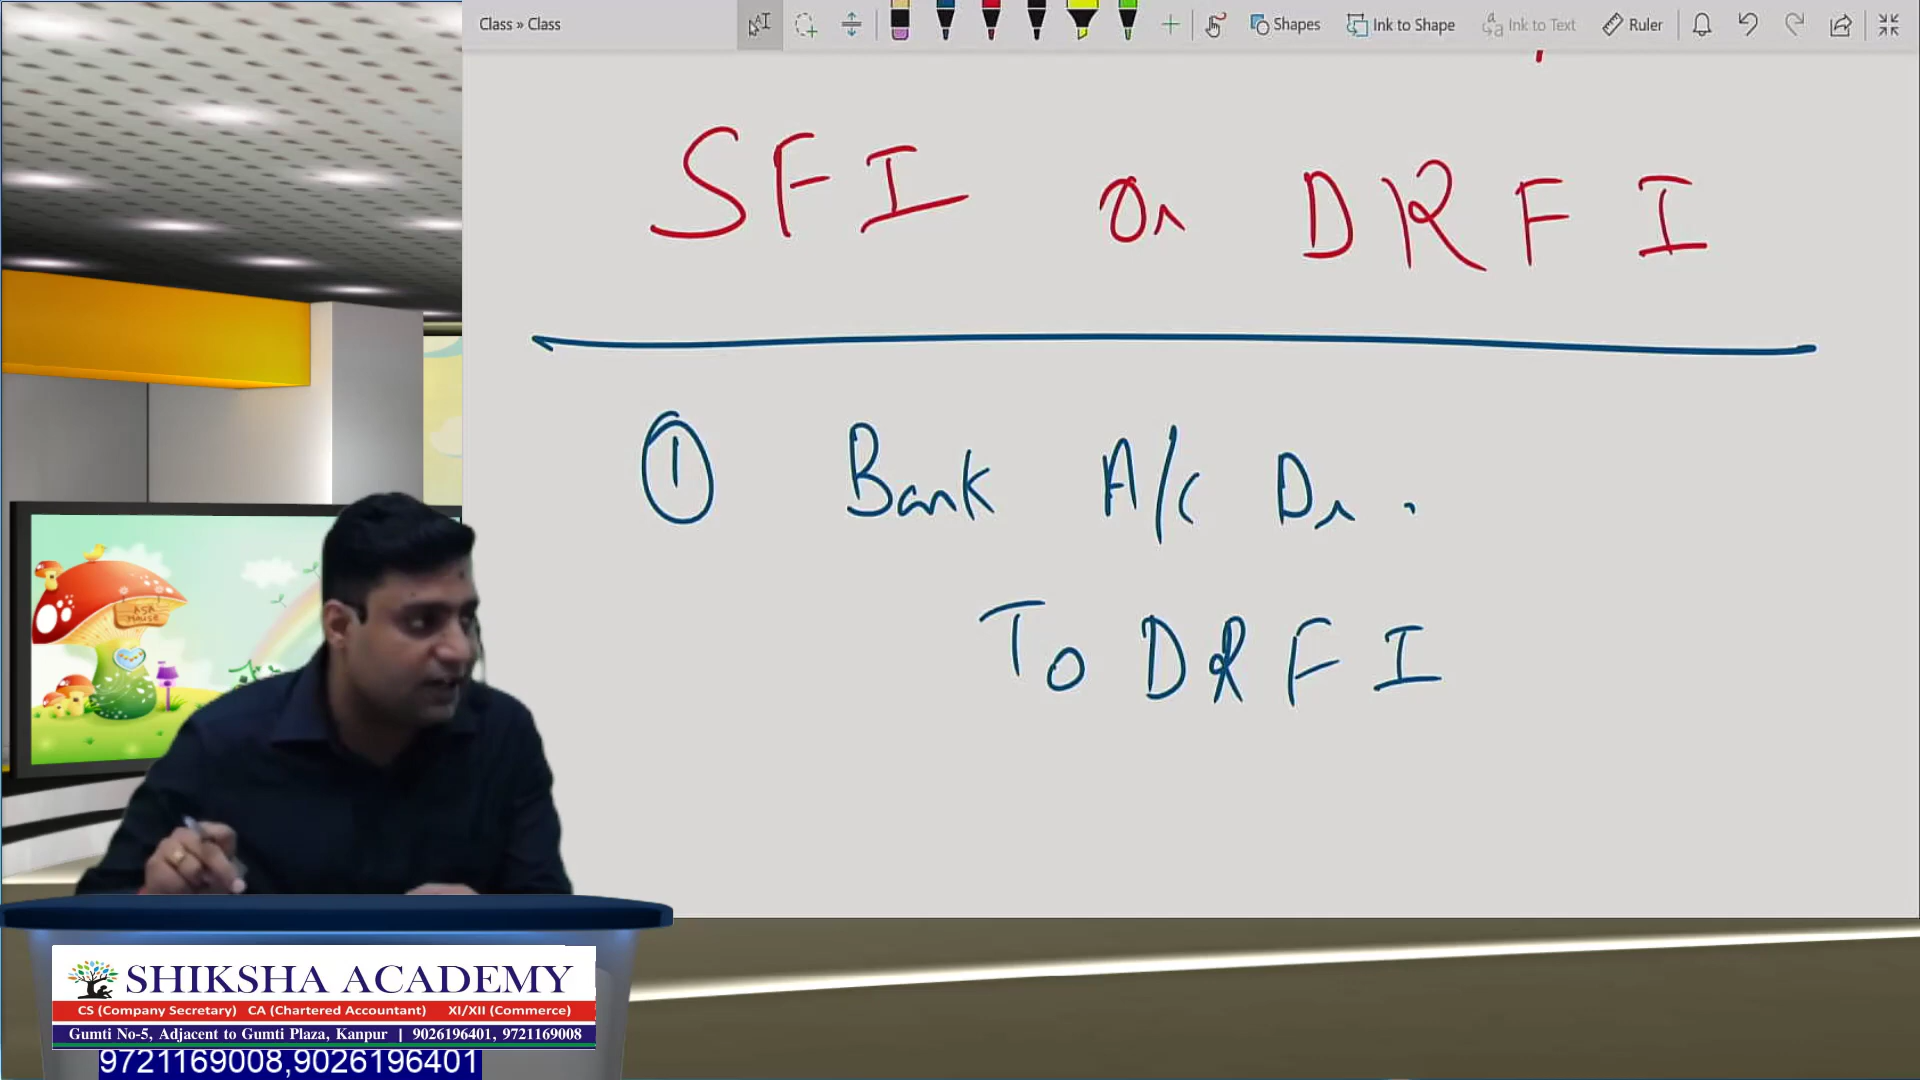 Class » Class
Shapes
Ink to Shape
Ink to Text
Ruler
SFI Or DRFI
① Bank A/c Dr.
To DRFI
ASA
House
SHIKSHA ACADEMY
CS (Company Secretary) CA (Chartered Accountant) XI/XII (Commerce)
Gumti No-5, Adjacent to Gumti Plaza, Kanpur | 9026196401, 9721169008
9721169008,9026196401